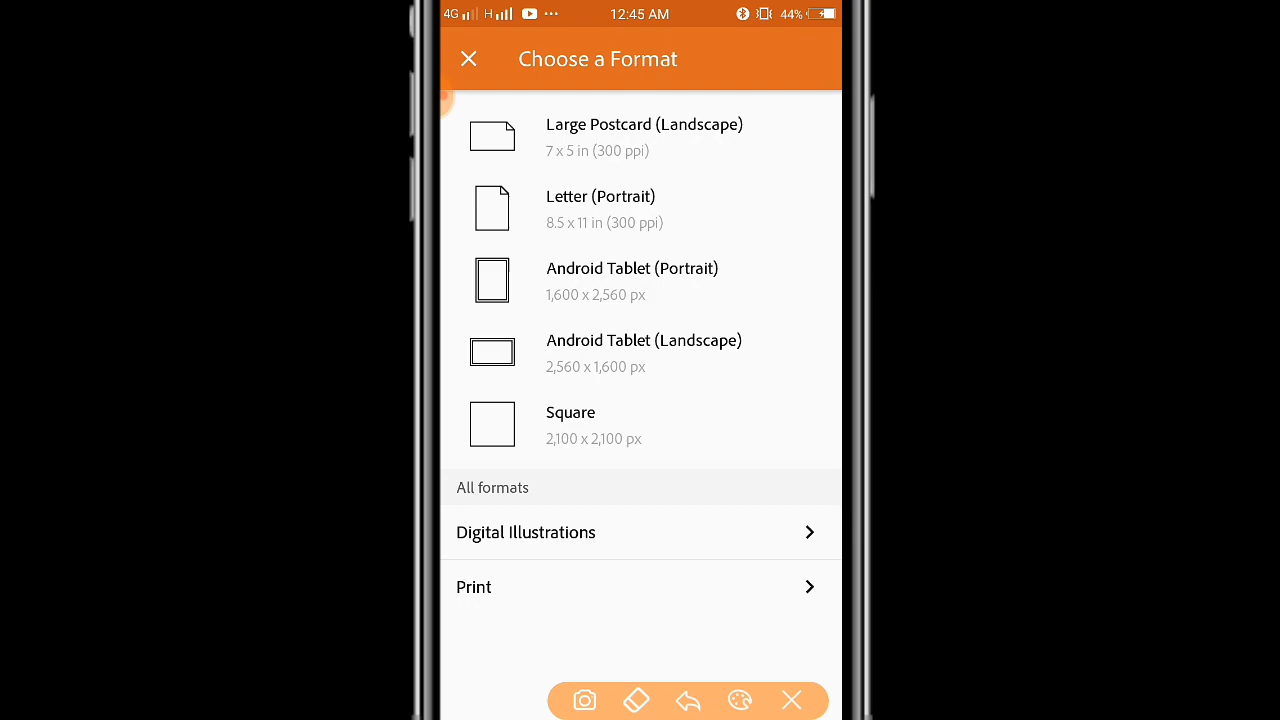 4G H 12:45 AM 44%
Choose a Format
Large Postcard (Landscape)
7 x 5 in (300 ppi)
Letter (Portrait)
8.5 x 11 in (300 ppi)
Android Tablet (Portrait)
1,600 x 2,560 px
Android Tablet (Landscape)
2,560 x 1,600 px
Square
2,100 x 2,100 px
All formats
Digital Illustrations
Print